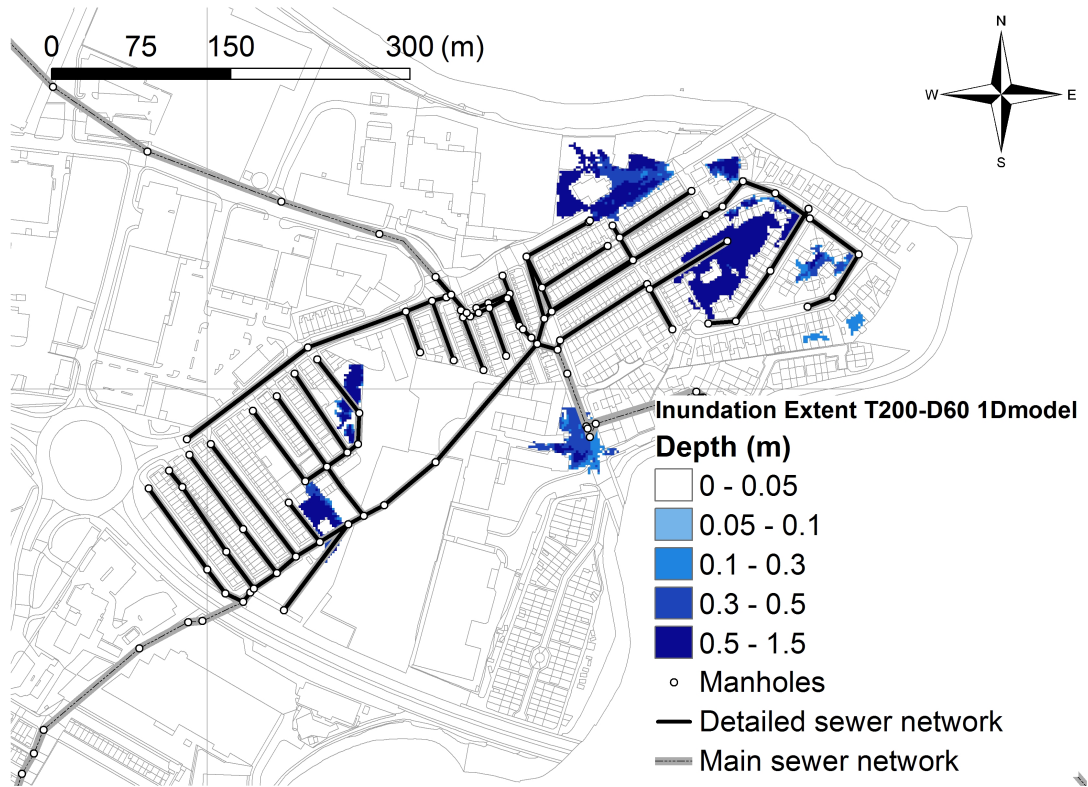 0 75 150 300 (m)
N
W E
S
Inundation Extent T200-D60 1Dmodel
Depth (m)
0 - 0.05
0.05 - 0.1
0.1 - 0.3
0.3 - 0.5
0.5 - 1.5
Manholes
Detailed sewer network
Main sewer network